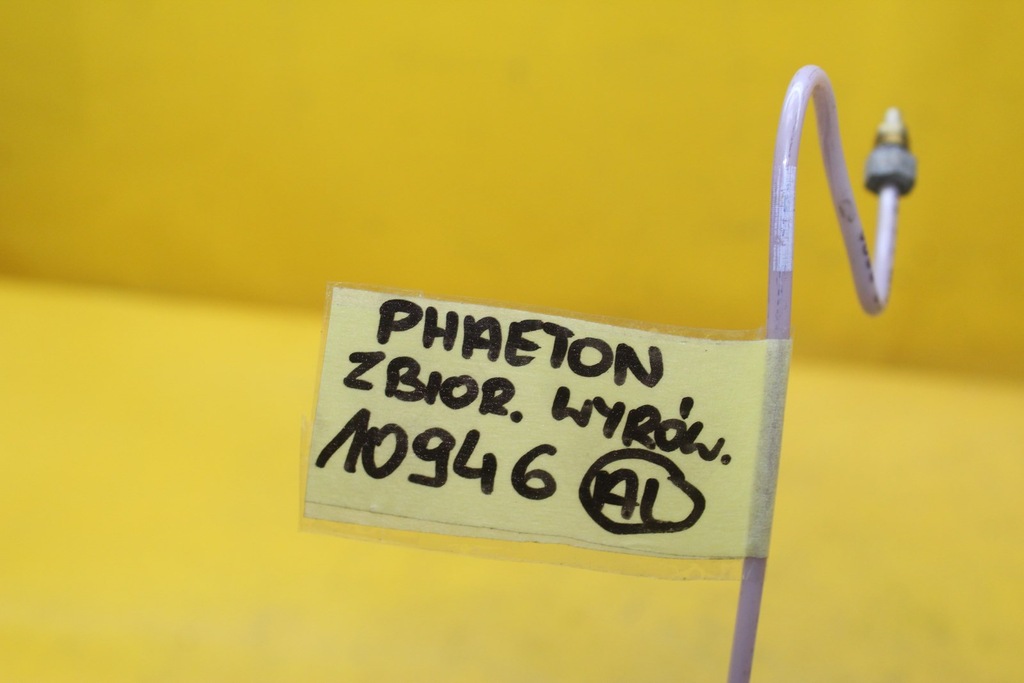 PHAETON
ZBIOR. WYRÓW.
10946 AL